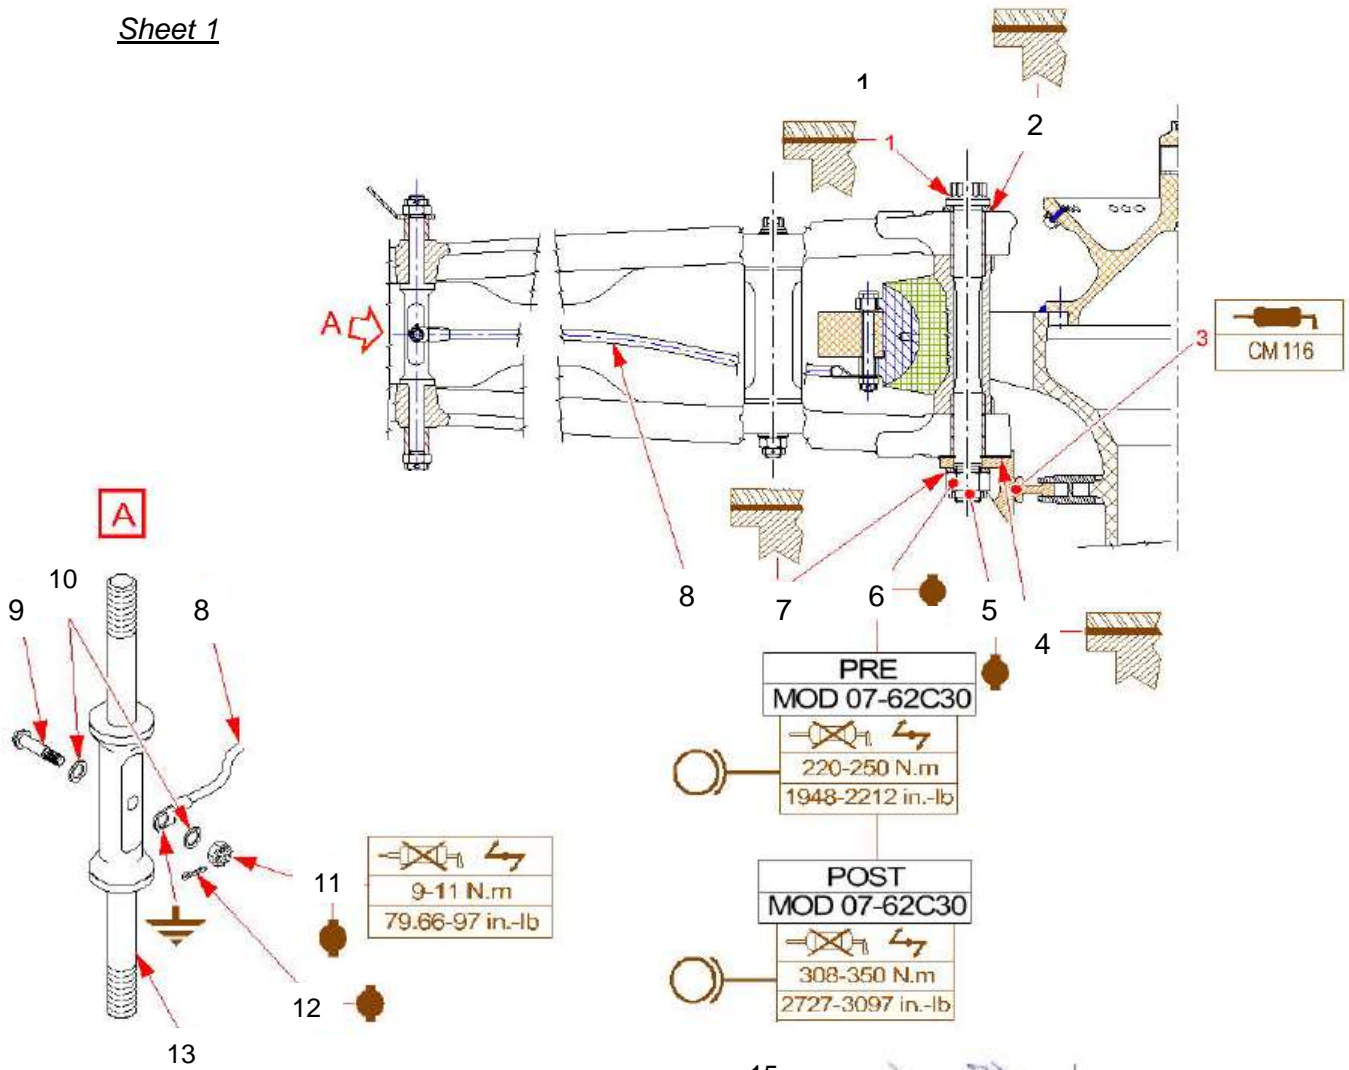 Sheet 1
1
2
1
A
3
CM 116
A
10
9
8
8
7
6
5
4
PRE
MOD 07-62C30
220-250 N.m
1948-2212 in.-lb
11
9-11 N.m
79.66-97 in.-lb
POST
MOD 07-62C30
308-350 N.m
2727-3097 in.-lb
12
13
15